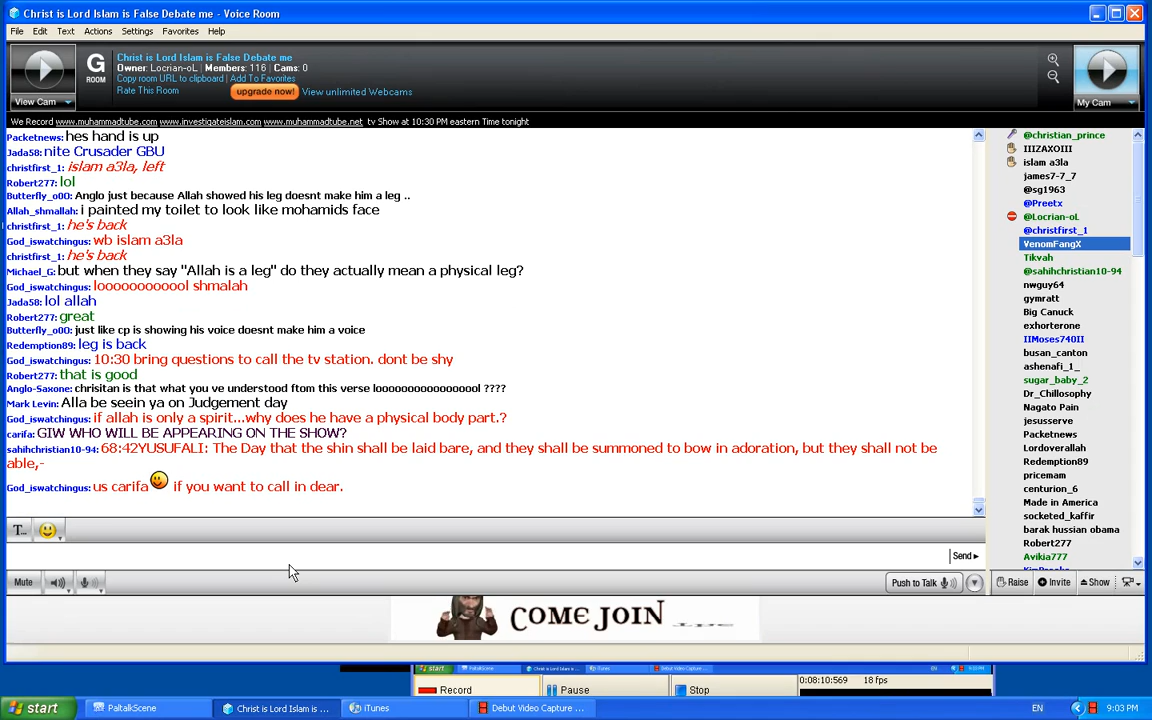 Christ is Lord Islam is False Debate me - Voice Room
File Edit Text Actions Settings Favorites Help
Christ is Lord Islam is False Debate me
Owner: Locrian-oL | Members: 116 | Cams: 0
Copy room URL to clipboard | Add To Favorites
Rate This Room upgrade now! View unlimited Webcams
G
ROOM
View Cam
My Cam
We Record www.muhammadtube.com www.investigateislam.com www.muhammadtube.net tv Show at 10:30 PM eastern Time tonight
Packetnews: hes hand is up
Jada58: nite Crusader GBU
christfirst_1: islam a3la, left
Robert277: lol
Butterfly_o0O: Anglo just because Allah showed his leg doesnt make him a leg ..
Allah_shmallah: i painted my toilet to look like mohamids face
christfirst_1: he's back
God_iswatchingus: wb islam a3la
christfirst_1: he's back
Michael_G: but when they say "Allah is a leg" do they actually mean a physical leg?
God_iswatchingus: loooooooooool shmalah
Jada58: lol allah
Robert277: great
Butterfly_o0O: just like cp is showing his voice doesnt make him a voice
Redemption89: leg is back
God_iswatchingus: 10:30 bring questions to call the tv station. dont be shy
Robert277: that is good
Anglo-Saxone: chrisitan is that what you ve understood ftom this verse looooooooooooooool ????
Mark Levin: Alla be seein ya on Judgement day
God_iswatchingus: if allah is only a spirit...why does he have a physical body part.?
carifa: GIW WHO WILL BE APPEARING ON THE SHOW?
sahihchristian10-94: 68:42YUSUFALI: The Day that the shin shall be laid bare, and they shall be summoned to bow in adoration, but they shall not be
able,-
God_iswatchingus: us carifa if you want to call in dear.
@christian_prince
IIIZAXOIII
islam a3la
james7-7_7
@sg1963
@Preetx
@Locrian-oL
@christfirst_1
VenomFangX
Tikvah
@sahihchristian10-94
nwguy64
gymratt
Big Canuck
exhorterone
IIMoses740II
busan_canton
ashenafi_1_
sugar_baby_2
Dr_Chillosophy
Nagato Pain
jesusserve
Packetnews
Lordoverallah
Redemption89
pricemam
centurion_6
Made in America
socketed_kaffir
barak hussian obama
Robert277
Avikia777
T...
Send
Mute
Push to Talk
Raise Invite Show
COME JOIN
Record Pause Stop
0:08:10:569 18 fps
start PaltalkScene Christ is Lord Islam is ... iTunes Debut Video Capture ... EN 9:03 PM